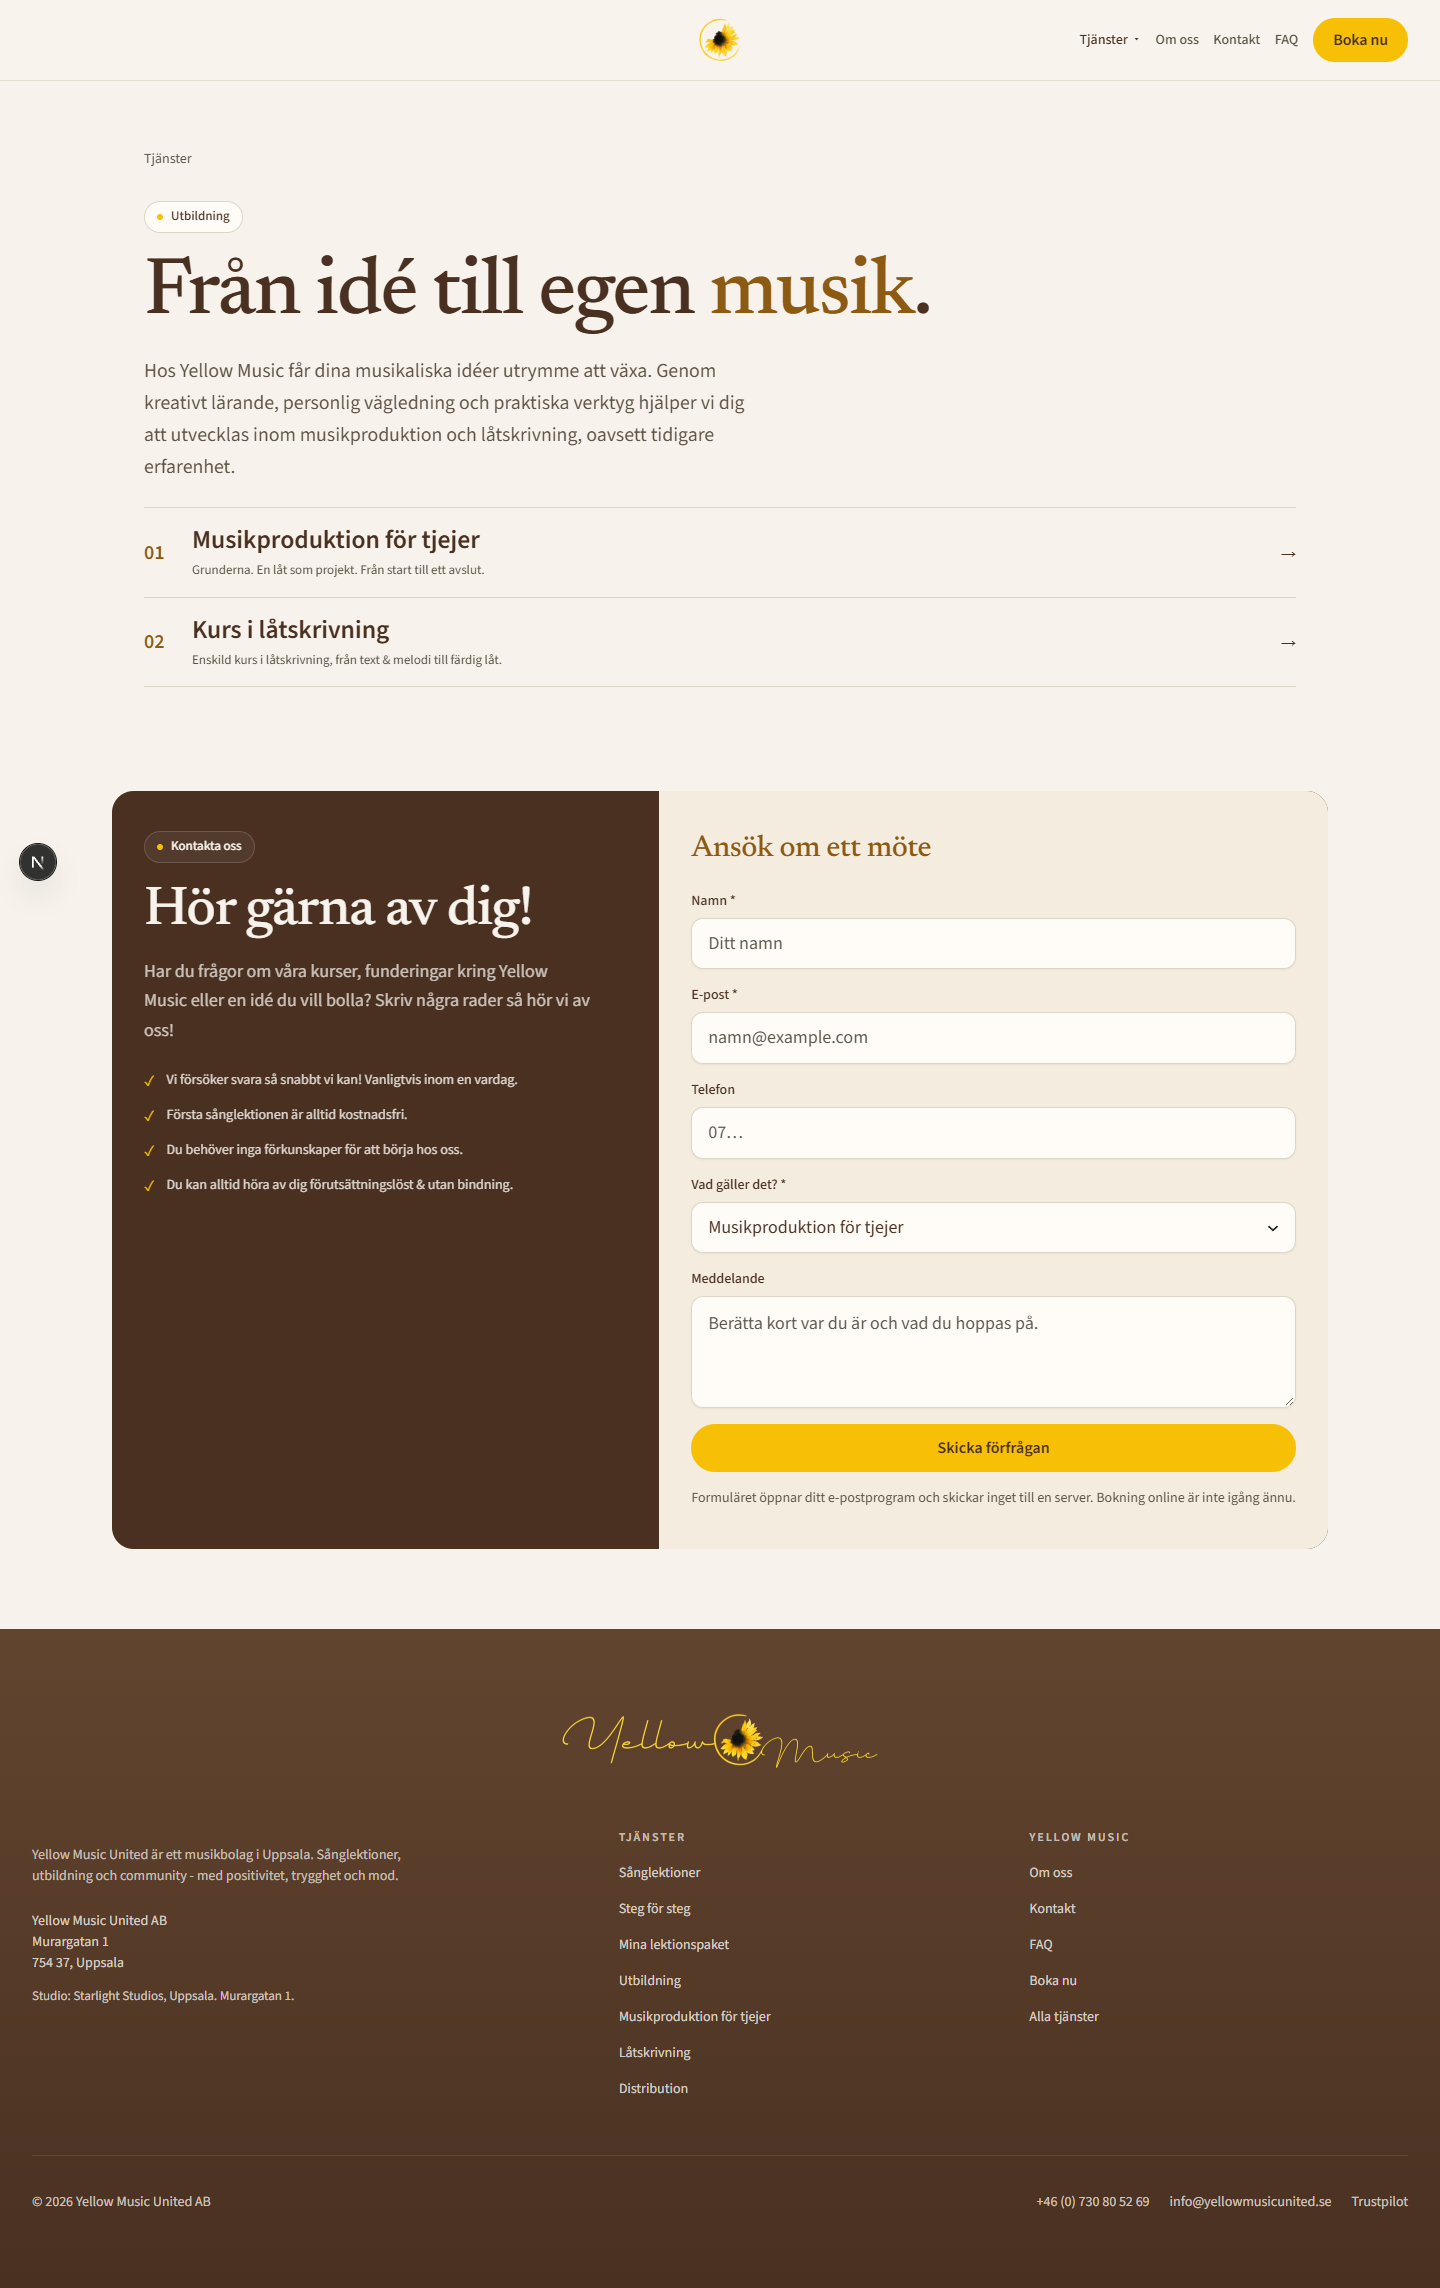 Tjänster
Om oss
Kontakt
FAQ
Boka nu
Tjänster
Utbildning
Från idé till egen musik.
Hos Yellow Music får dina musikaliska idéer utrymme att växa. Genom
kreativt lärande, personlig vägledning och praktiska verktyg hjälper vi dig
att utvecklas inom musikproduktion och låtskrivning, oavsett tidigare
erfarenhet.
01
Musikproduktion för tjejer
Grunderna. En låt som projekt. Från start till ett avslut.
→
02
Kurs i låtskrivning
Enskild kurs i låtskrivning, från text & melodi till färdig låt.
→
N
Kontakta oss
Hör gärna av dig!
Har du frågor om våra kurser, funderingar kring Yellow
Music eller en idé du vill bolla? Skriv några rader så hör vi av
oss!
✓ Vi försöker svara så snabbt vi kan! Vanligtvis inom en vardag.
✓ Första sånglektionen är alltid kostnadsfri.
✓ Du behöver inga förkunskaper för att börja hos oss.
✓ Du kan alltid höra av dig förutsättningslöst & utan bindning.
Ansök om ett möte
Namn *
Ditt namn
E-post *
namn@example.com
Telefon
07…
Vad gäller det? *
Musikproduktion för tjejer
Meddelande
Berätta kort var du är och vad du hoppas på.
Skicka förfrågan
Formuläret öppnar ditt e-postprogram och skickar inget till en server. Bokning online är inte igång ännu.
Yellow Music
Yellow Music United är ett musikbolag i Uppsala. Sånglektioner,
utbildning och community - med positivitet, trygghet och mod.
Yellow Music United AB
Murargatan 1
754 37, Uppsala
Studio: Starlight Studios, Uppsala. Murargatan 1.
TJÄNSTER
Sånglektioner
Steg för steg
Mina lektionspaket
Utbildning
Musikproduktion för tjejer
Låtskrivning
Distribution
YELLOW MUSIC
Om oss
Kontakt
FAQ
Boka nu
Alla tjänster
© 2026 Yellow Music United AB
+46 (0) 730 80 52 69
info@yellowmusicunited.se
Trustpilot